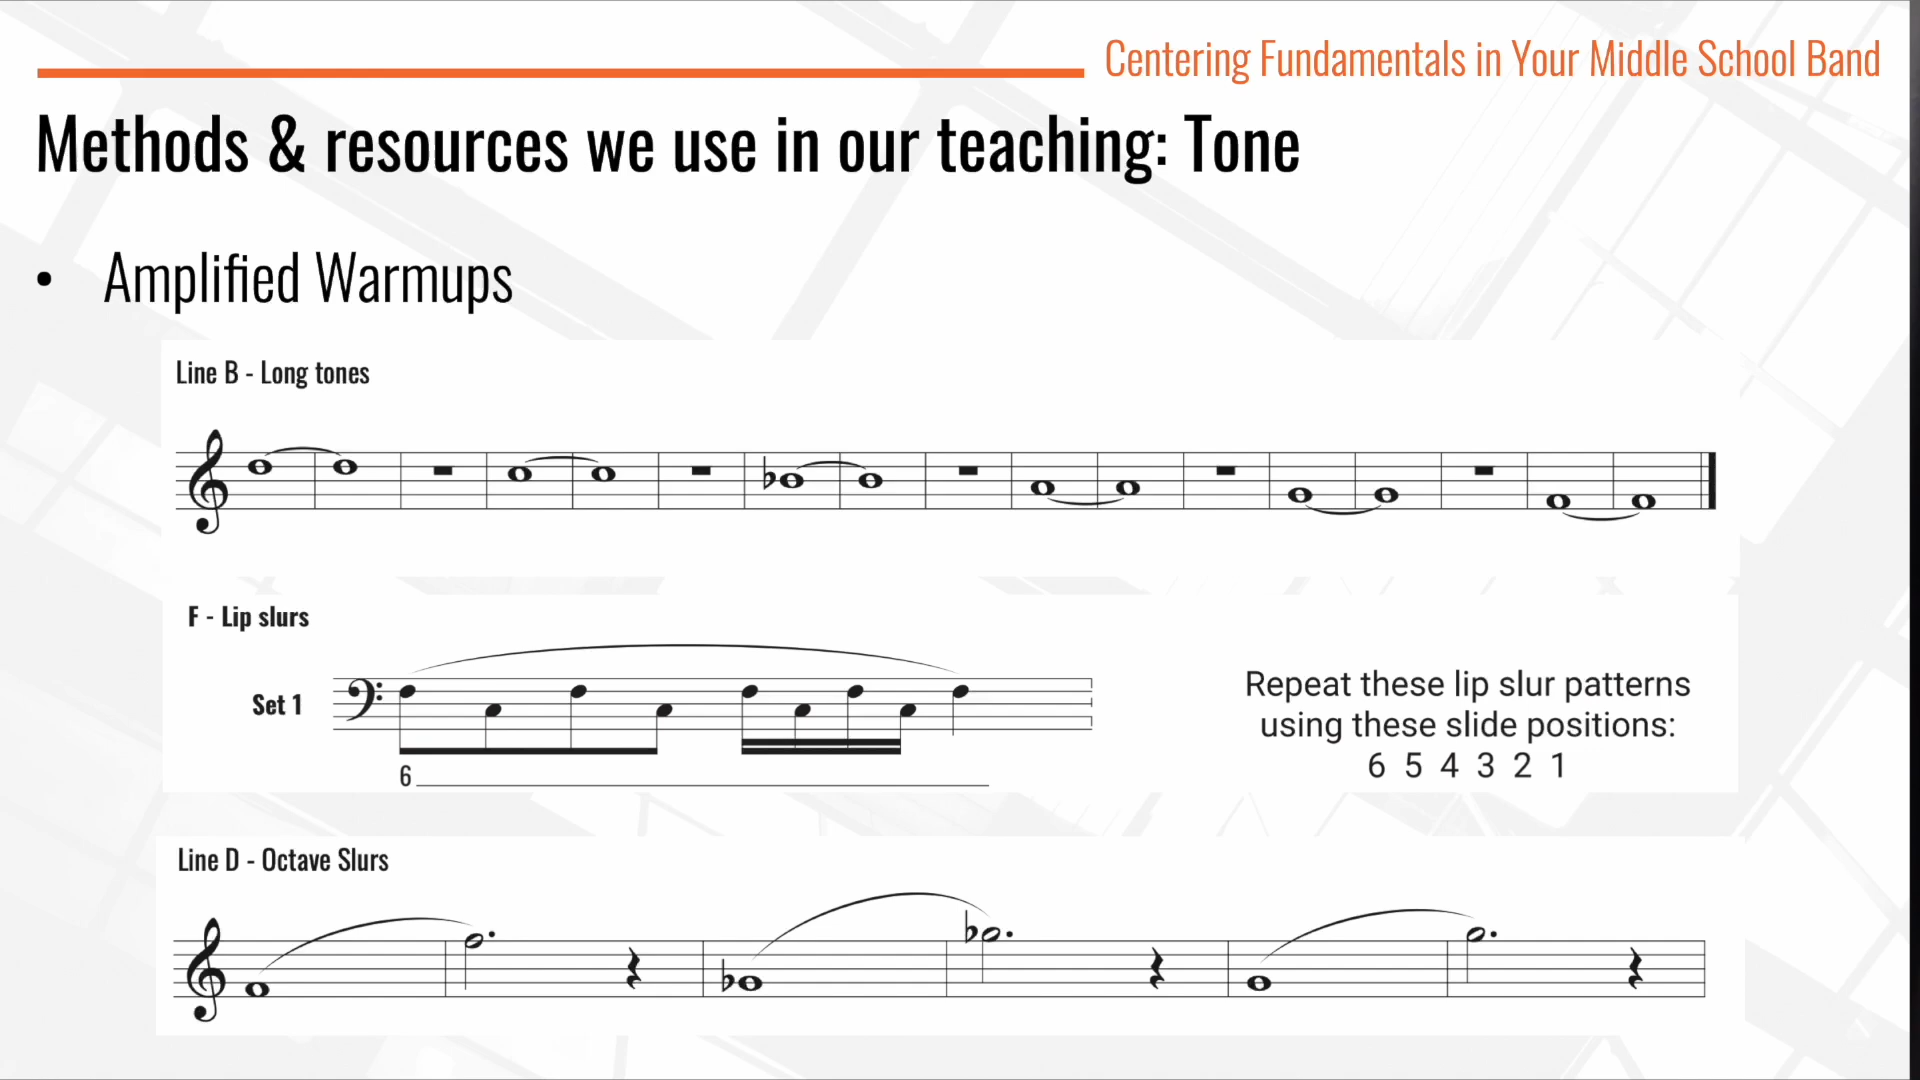 Centering Fundamentals in Your Middle School Band
Methods & resources we use in our teaching: Tone
• Amplified Warmups
Line B - Long tones
F - Lip slurs
Set 1
6
Repeat these lip slur patterns
using these slide positions:
6 5 4 3 2 1
Line D - Octave Slurs